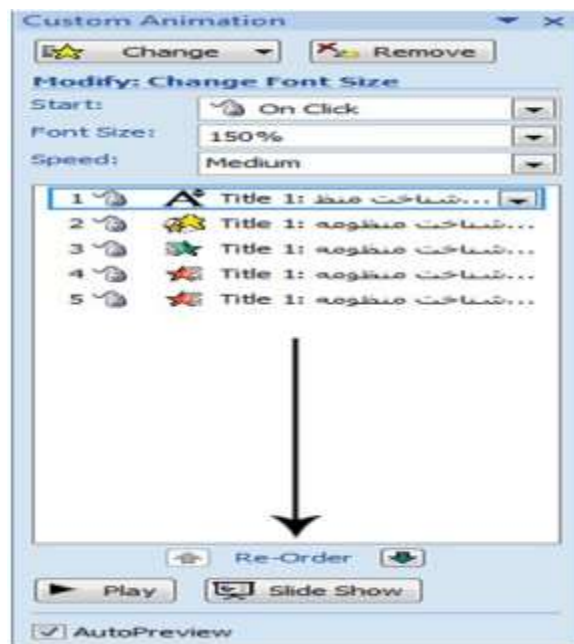 Custom Animation
Change Remove
Modify: Change Font Size
Start: On Click
Font Size: 150%
Speed: Medium
1 Title 1: شناخت منظ...
2 Title 1: شناخت منظومه...
3 Title 1: شناخت منظومه...
4 Title 1: شناخت منظومه...
5 Title 1: شناخت منظومه...
Re-Order
Play Slide Show
AutoPreview